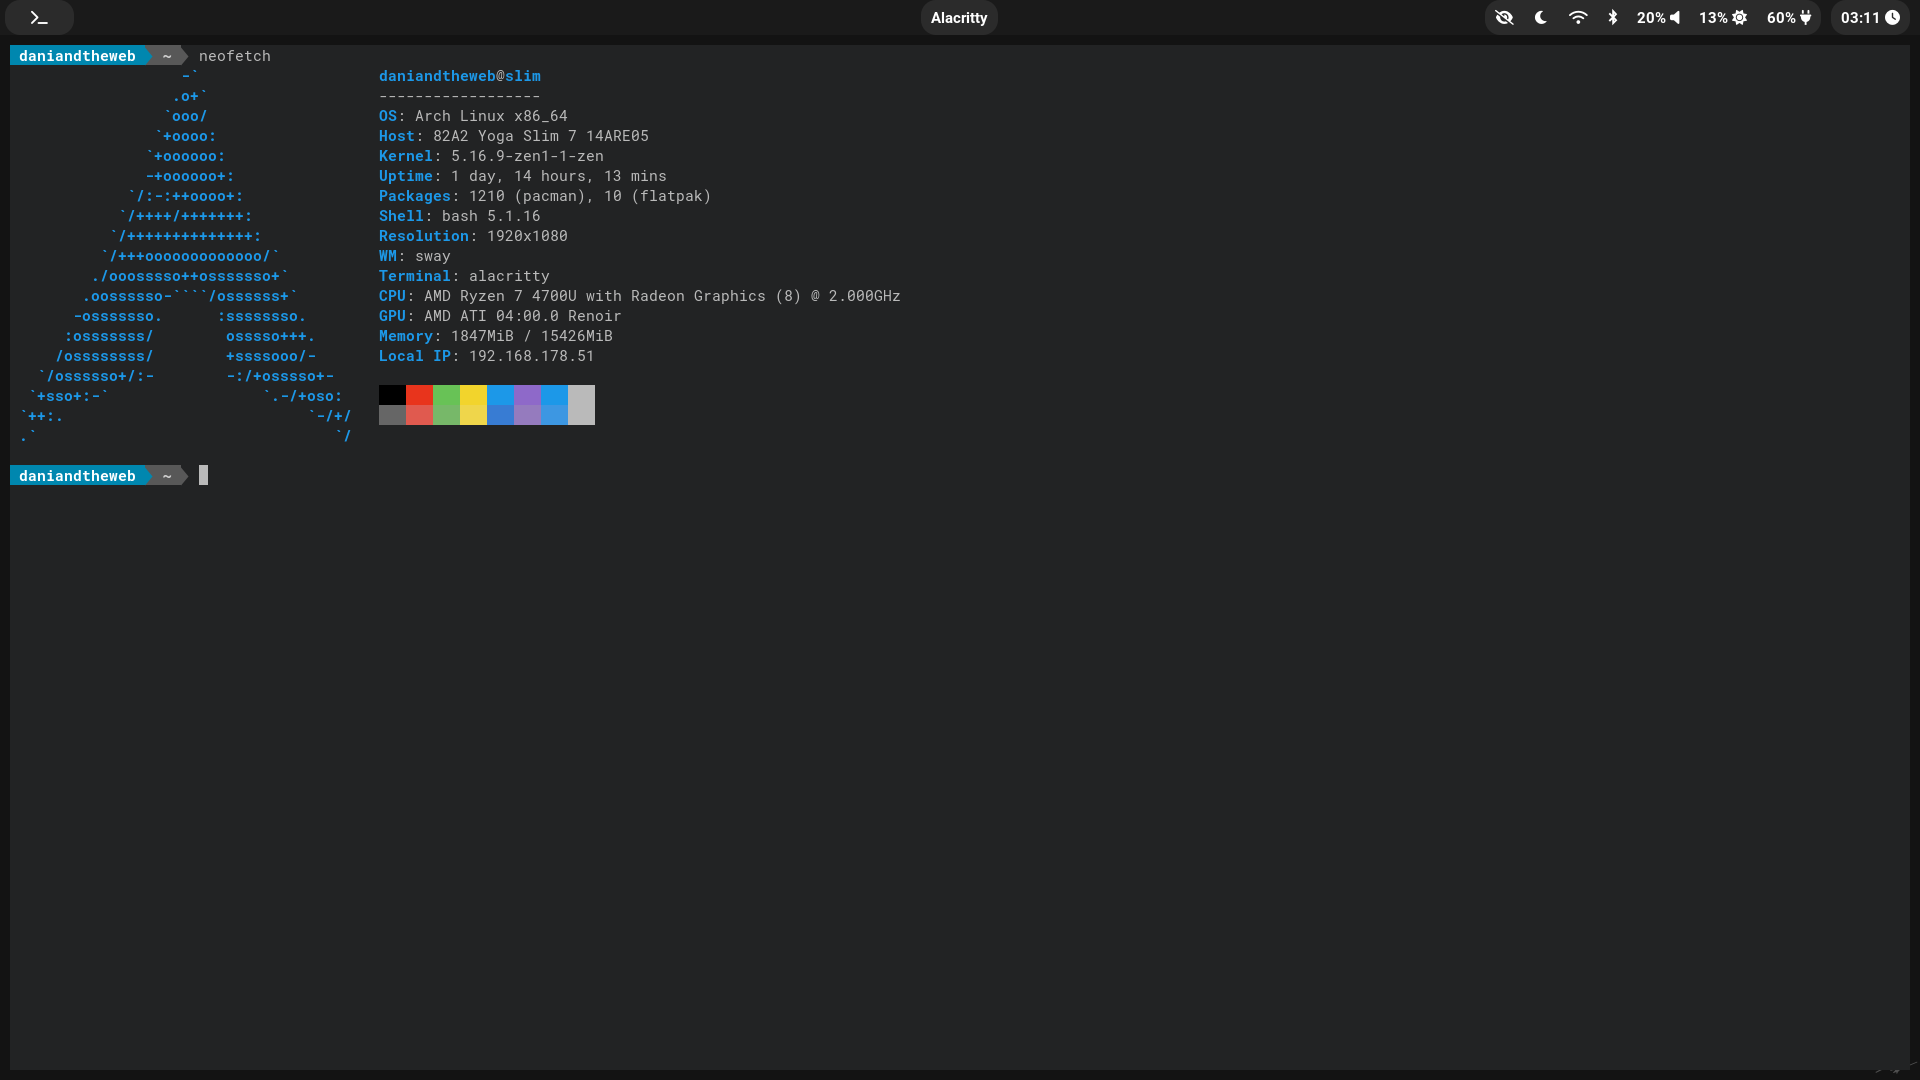 Alacritty
20% 13% 60% 03:11
daniandtheweb ~ neofetch
-`
.o+`
`ooo/
`+oooo:
`+oooooo:
-+oooooo+:
`/:-:++oooo+:
`/++++/+++++++:
`/++++++++++++++:
`/+++ooooooooooooo/`
./ooosssso++osssssso+`
.oossssso-````/ossssss+`
-osssssso. :ssssssso.
:osssssss/ osssso+++.
/ossssssss/ +ssssooo/-
`/ossssso+/:- -:/+osssso+-
`+sso+:-` `.-/+oso:
`++:. `-/+/
.` `/
daniandtheweb@slim
------------------
OS: Arch Linux x86_64
Host: 82A2 Yoga Slim 7 14ARE05
Kernel: 5.16.9-zen1-1-zen
Uptime: 1 day, 14 hours, 13 mins
Packages: 1210 (pacman), 10 (flatpak)
Shell: bash 5.1.16
Resolution: 1920x1080
WM: sway
Terminal: alacritty
CPU: AMD Ryzen 7 4700U with Radeon Graphics (8) @ 2.000GHz
GPU: AMD ATI 04:00.0 Renoir
Memory: 1847MiB / 15426MiB
Local IP: 192.168.178.51
daniandtheweb ~